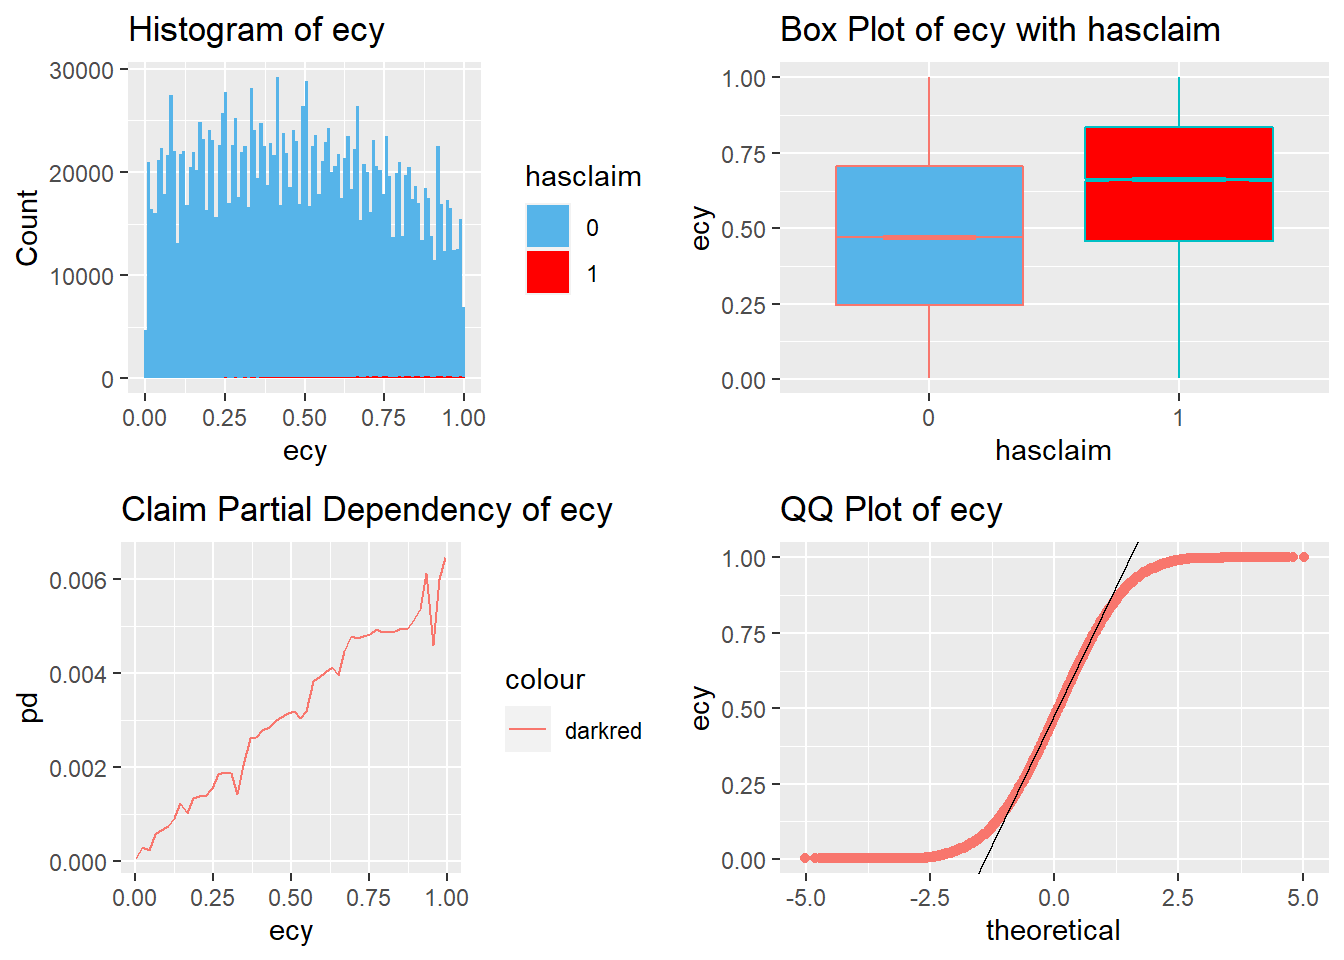 Histogram of ecy
30000
20000
10000
0
Count
0.00 0.25 0.50 0.75 1.00
ecy
hasclaim
0
1
Box Plot of ecy with hasclaim
1.00
0.75
0.50
0.25
0.00
ecy
0 1
hasclaim
Claim Partial Dependency of ecy
0.006
0.004
0.002
0.000
pd
0.00 0.25 0.50 0.75 1.00
ecy
colour
darkred
QQ Plot of ecy
1.00
0.75
0.50
0.25
0.00
ecy
-5.0 -2.5 0.0 2.5 5.0
theoretical